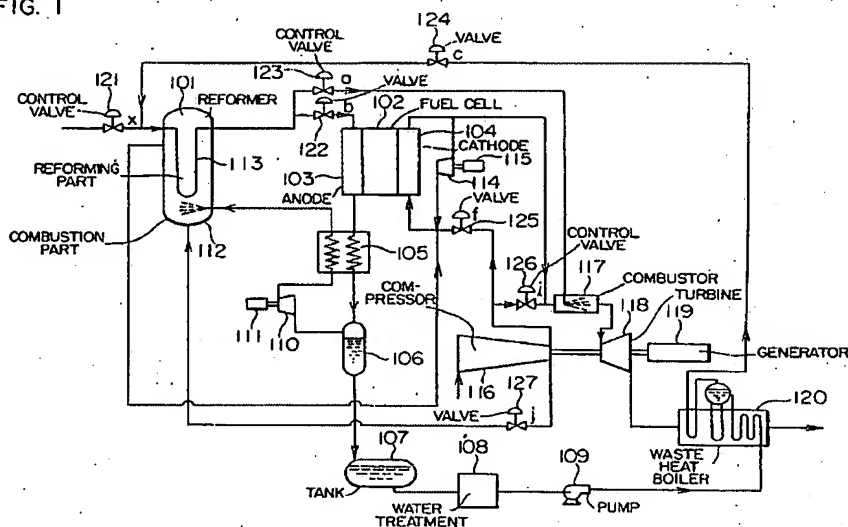 FIG. 1
124
VALVE
c
CONTROL
VALVE
123
a
VALVE
b
122
121
CONTROL
VALVE
x
101
REFORMER
102
FUEL CELL
104
CATHODE
113
REFORMING
PART
103
ANODE
115
114
VALVE
f
125
COMBUSTION
PART
112
105
126
CONTROL
VALVE
i
117
COMBUSTOR
118
TURBINE
119
COM-
PRESSOR
111
110
106
116
GENERATOR
127
VALVE
j
120
WASTE
HEAT
BOILER
107
TANK
108
WATER
TREATMENT
109
PUMP